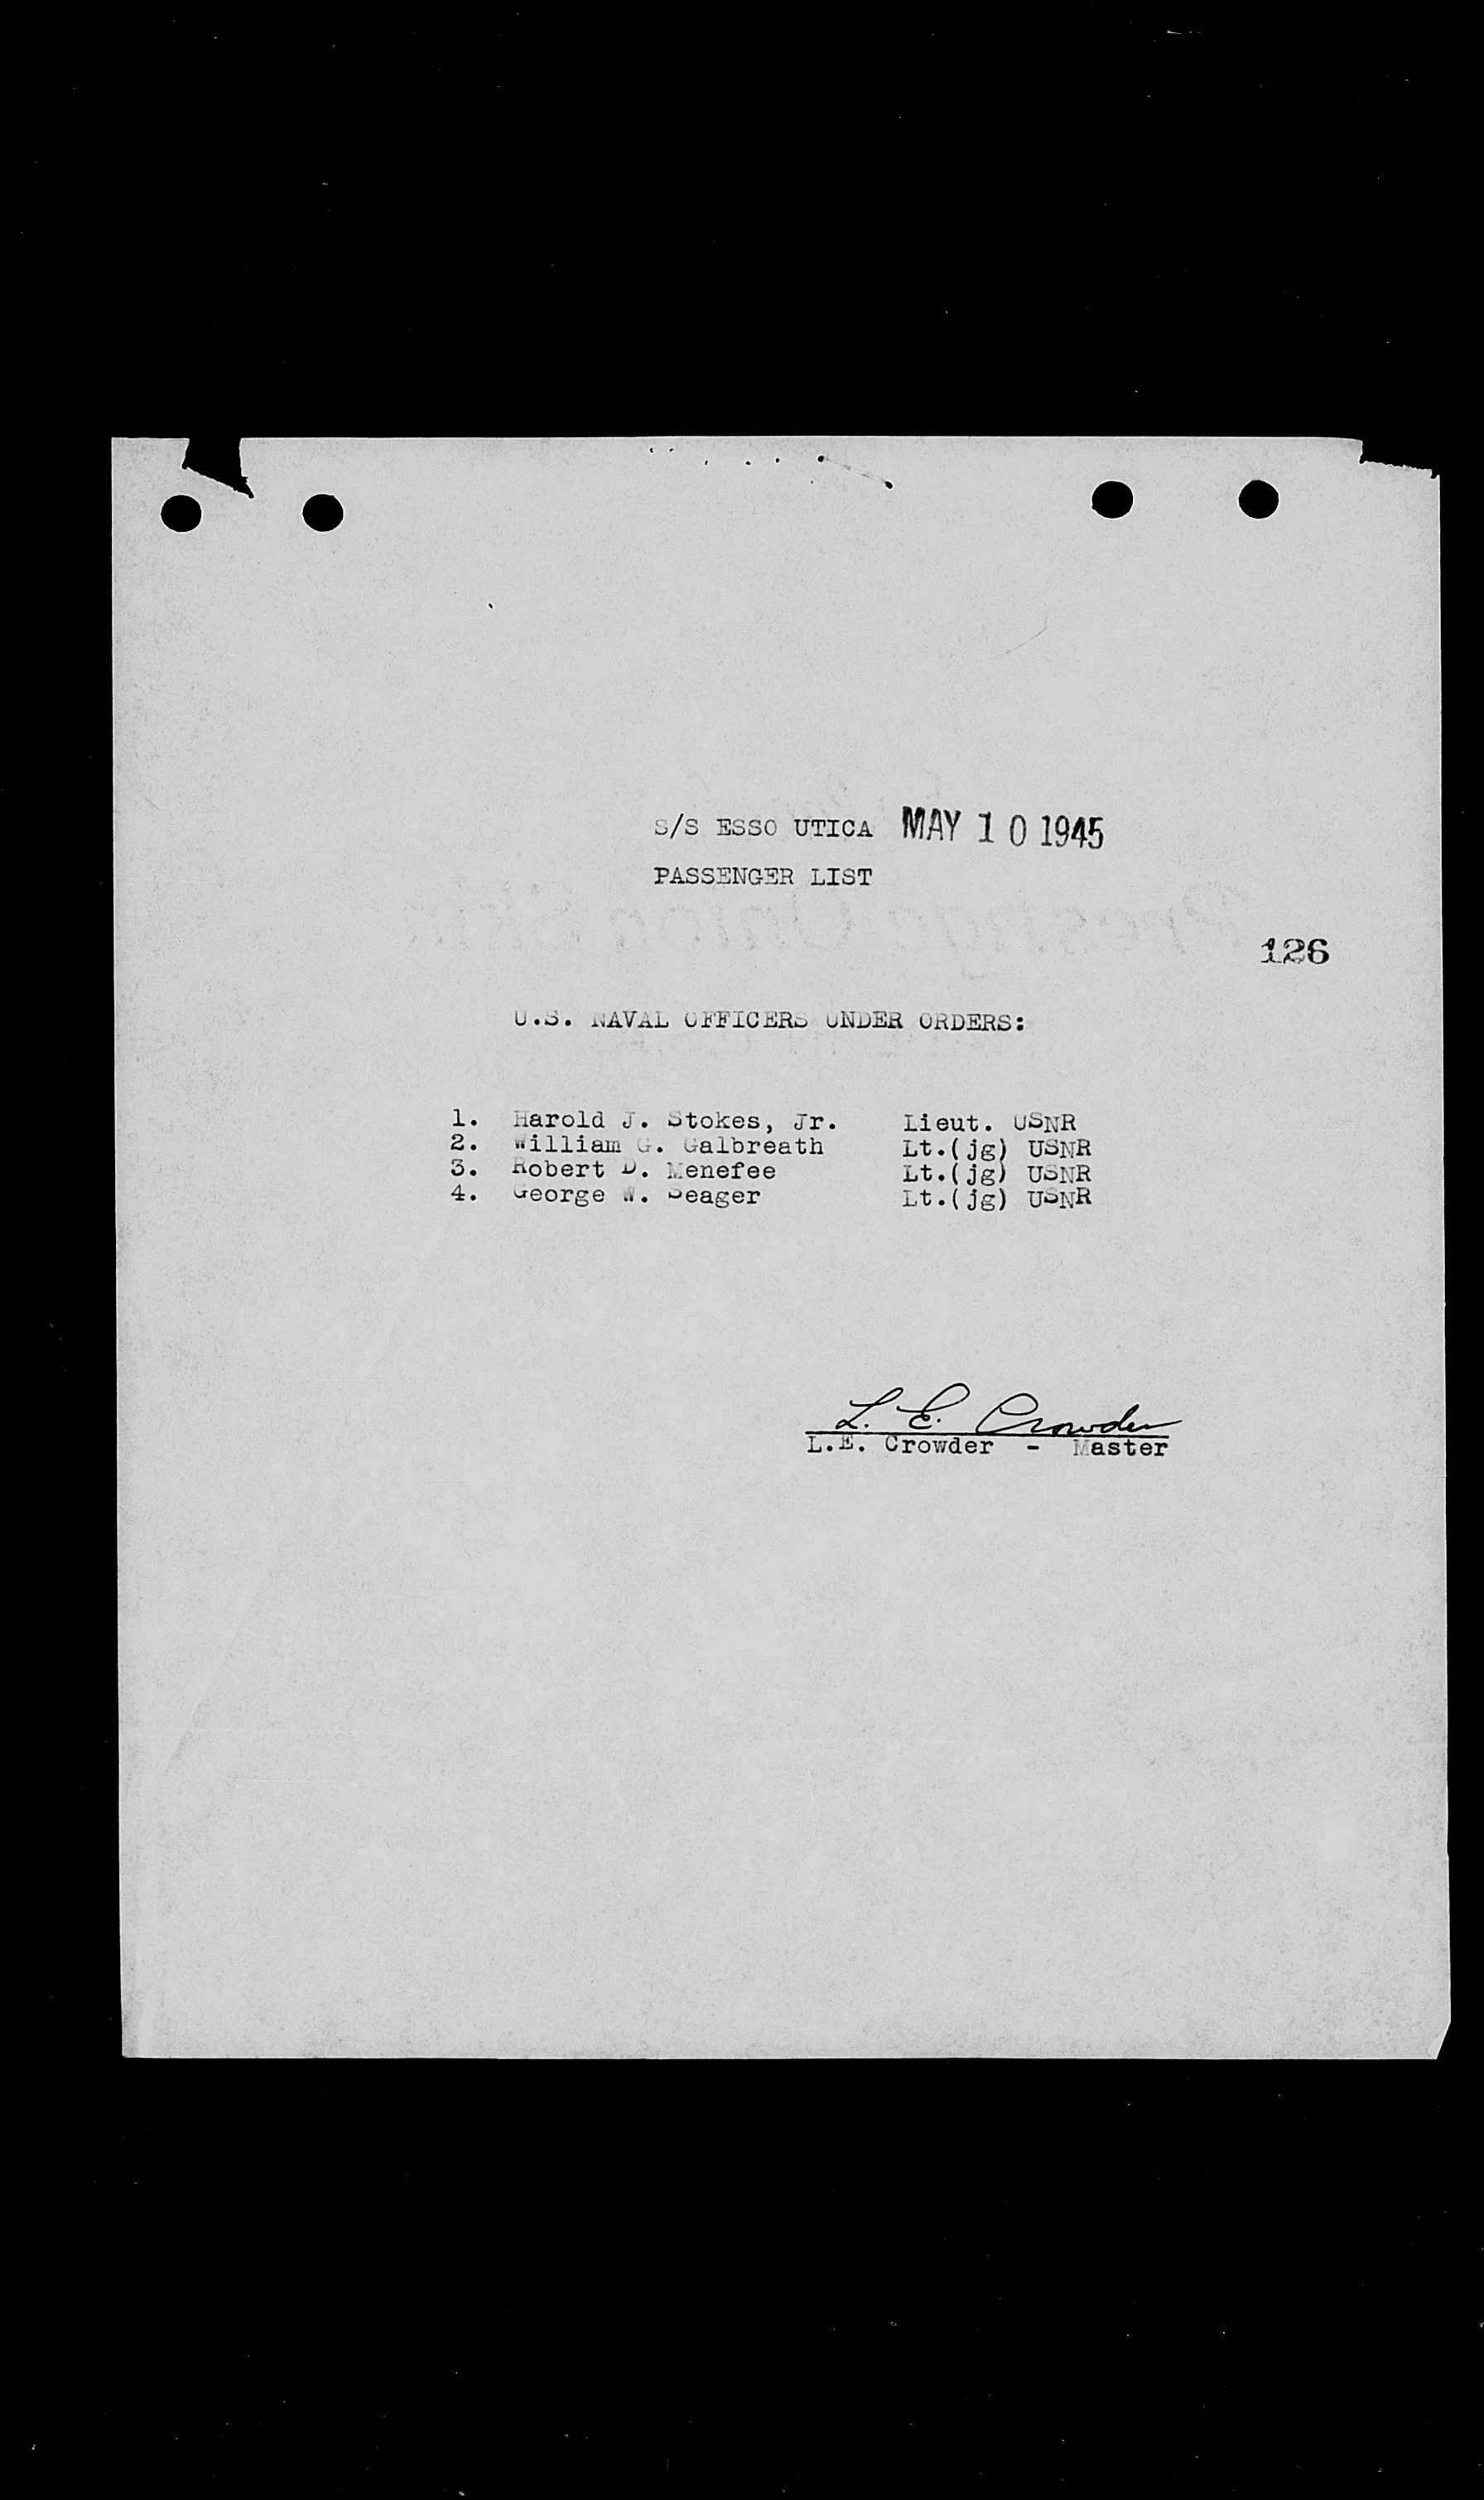 S/S ESSO UTICA MAY 10 1945
PASSENGER LIST
126
U.S. NAVAL OFFICERS UNDER ORDERS:
1. Harold J. Stokes, Jr. Lieut. USNR
2. William G. Galbreath Lt.(jg) USNR
3. Robert D. Menefee Lt.(jg) USNR
4. George W. Seager Lt.(jg) USNR
L. E. Crowder
L.E. Crowder - Master